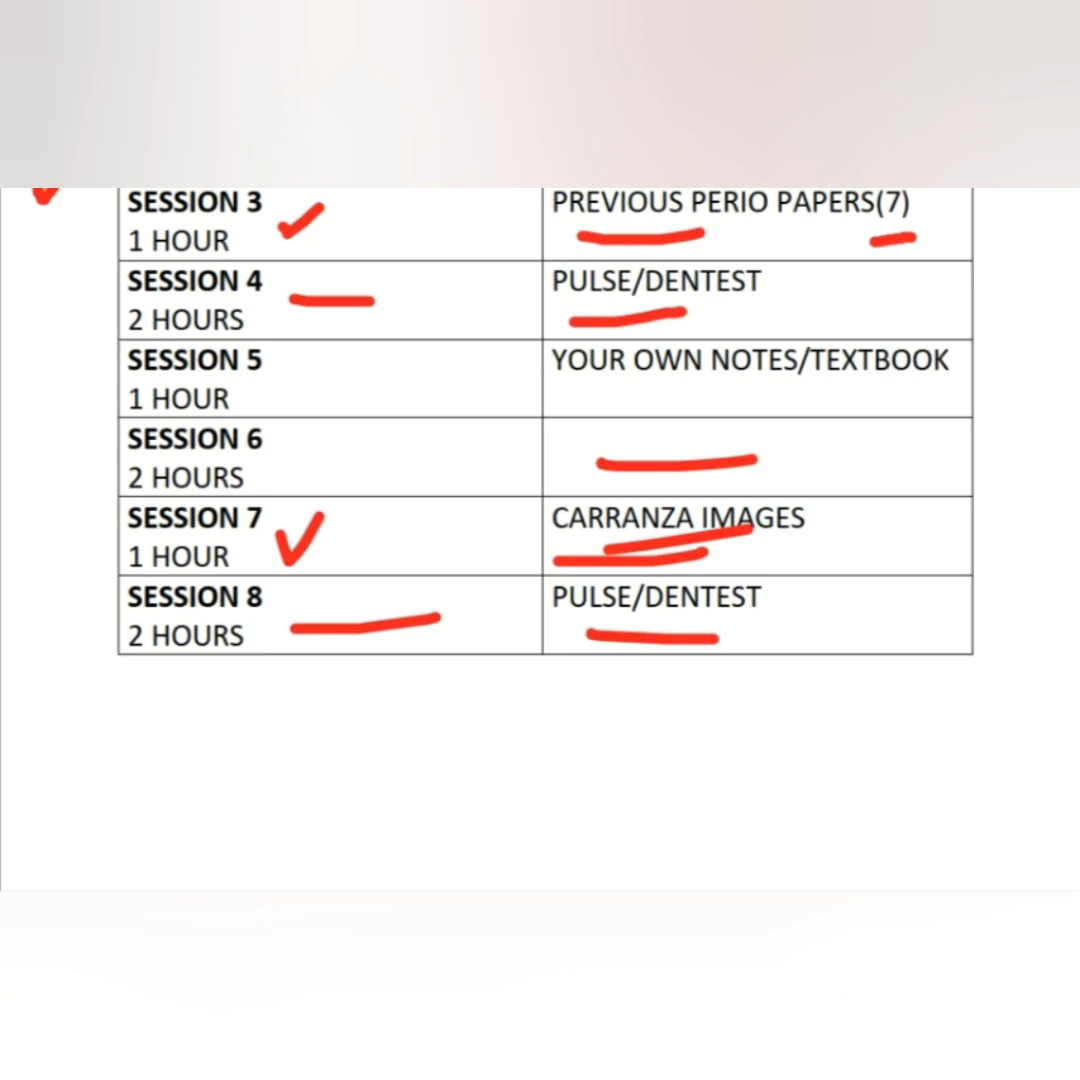 SESSION 3
1 HOUR
PREVIOUS PERIO PAPERS(7)
SESSION 4
2 HOURS
PULSE/DENTEST
SESSION 5
1 HOUR
YOUR OWN NOTES/TEXTBOOK
SESSION 6
2 HOURS
SESSION 7
1 HOUR
CARRANZA IMAGES
SESSION 8
2 HOURS
PULSE/DENTEST